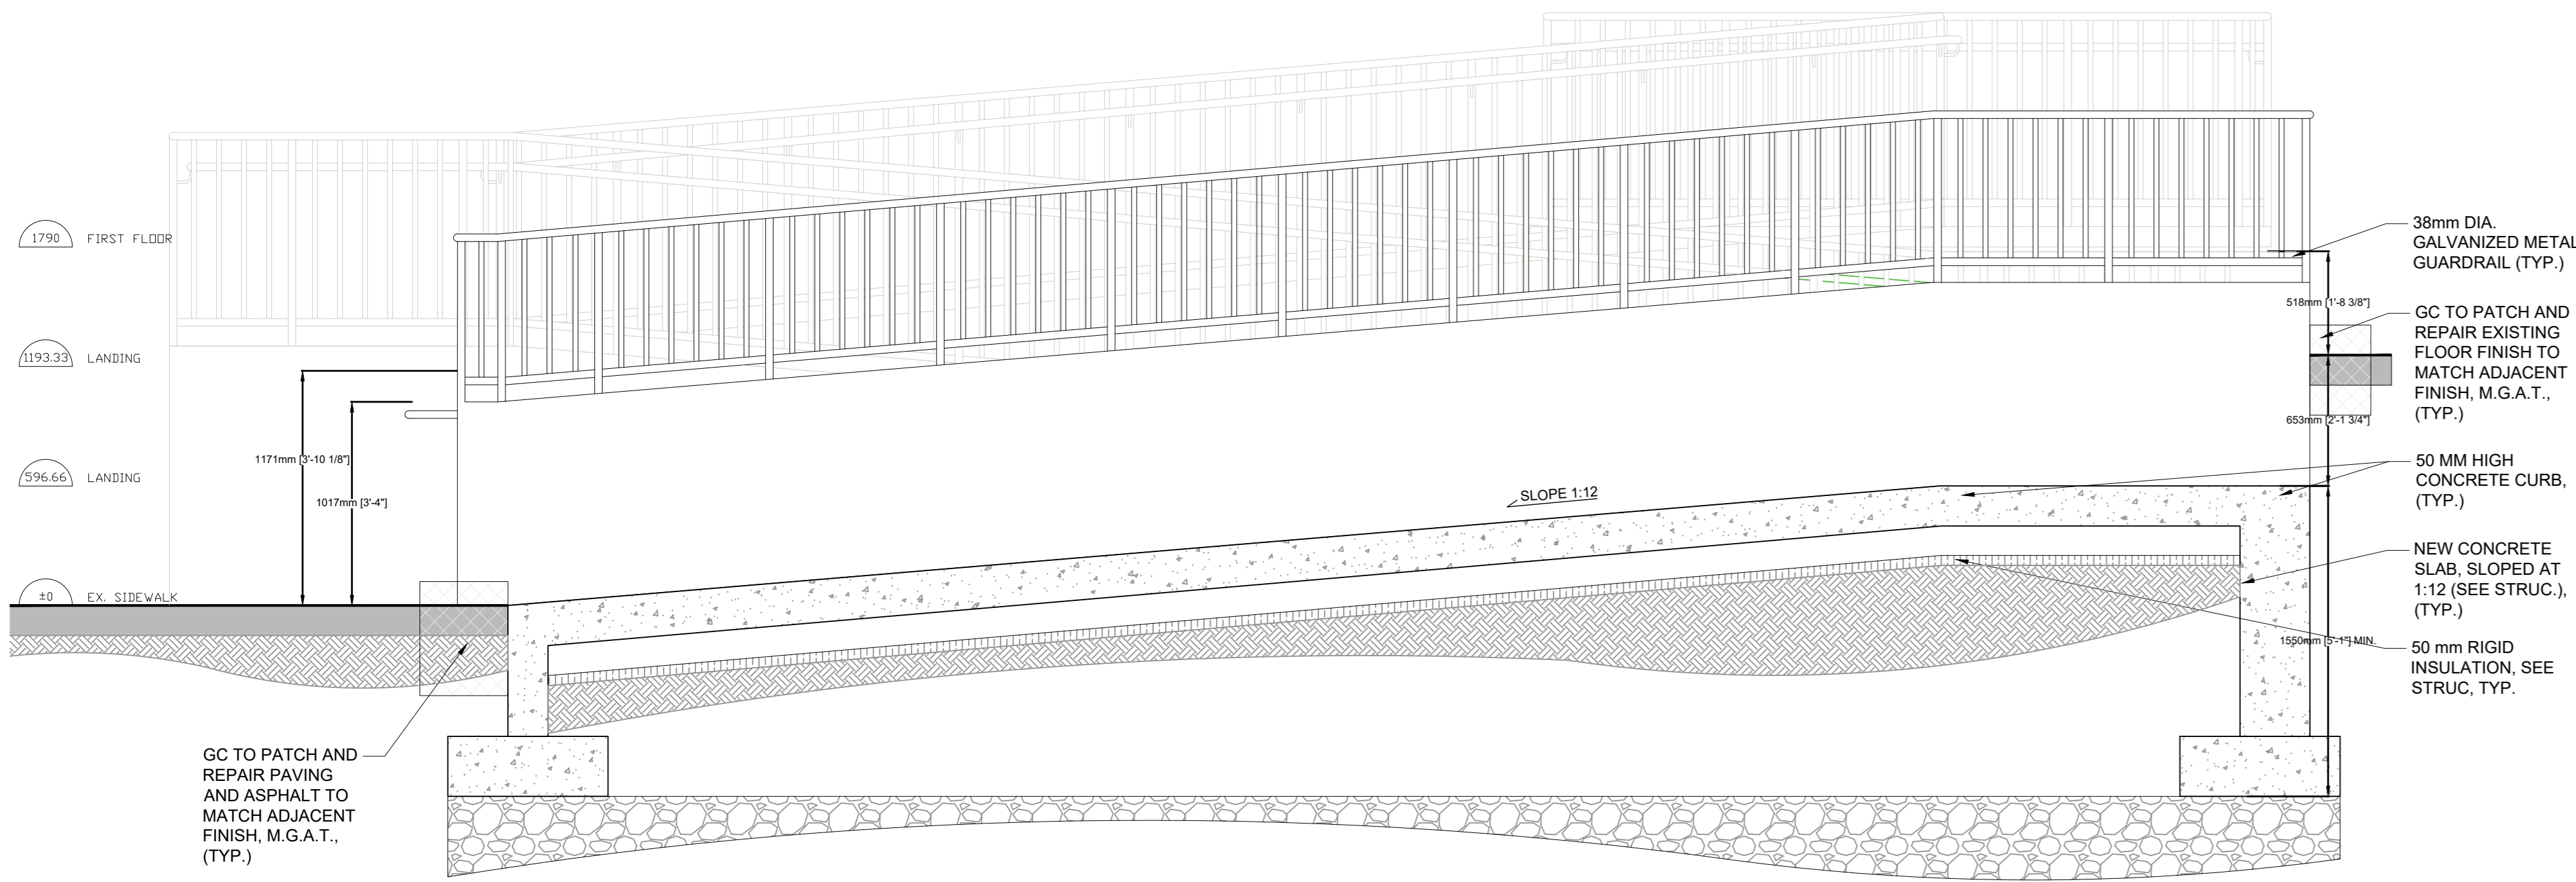 1790 FIRST FLOOR
1193.33 LANDING
596.66 LANDING
±0 EX. SIDEWALK
1171mm [3'-10 1/8"]
1017mm [3'-4"]
SLOPE 1:12
GC TO PATCH AND
REPAIR PAVING
AND ASPHALT TO
MATCH ADJACENT
FINISH, M.G.A.T.,
(TYP.)
38mm DIA.
GALVANIZED METAL
GUARDRAIL (TYP.)
518mm [1'-8 3/8"]
GC TO PATCH AND
REPAIR EXISTING
FLOOR FINISH TO
MATCH ADJACENT
FINISH, M.G.A.T.,
(TYP.)
653mm [2'-1 3/4"]
50 MM HIGH
CONCRETE CURB,
(TYP.)
NEW CONCRETE
SLAB, SLOPED AT
1:12 (SEE STRUC.),
(TYP.)
1550mm [5'-1"] MIN.
50 mm RIGID
INSULATION, SEE
STRUC, TYP.